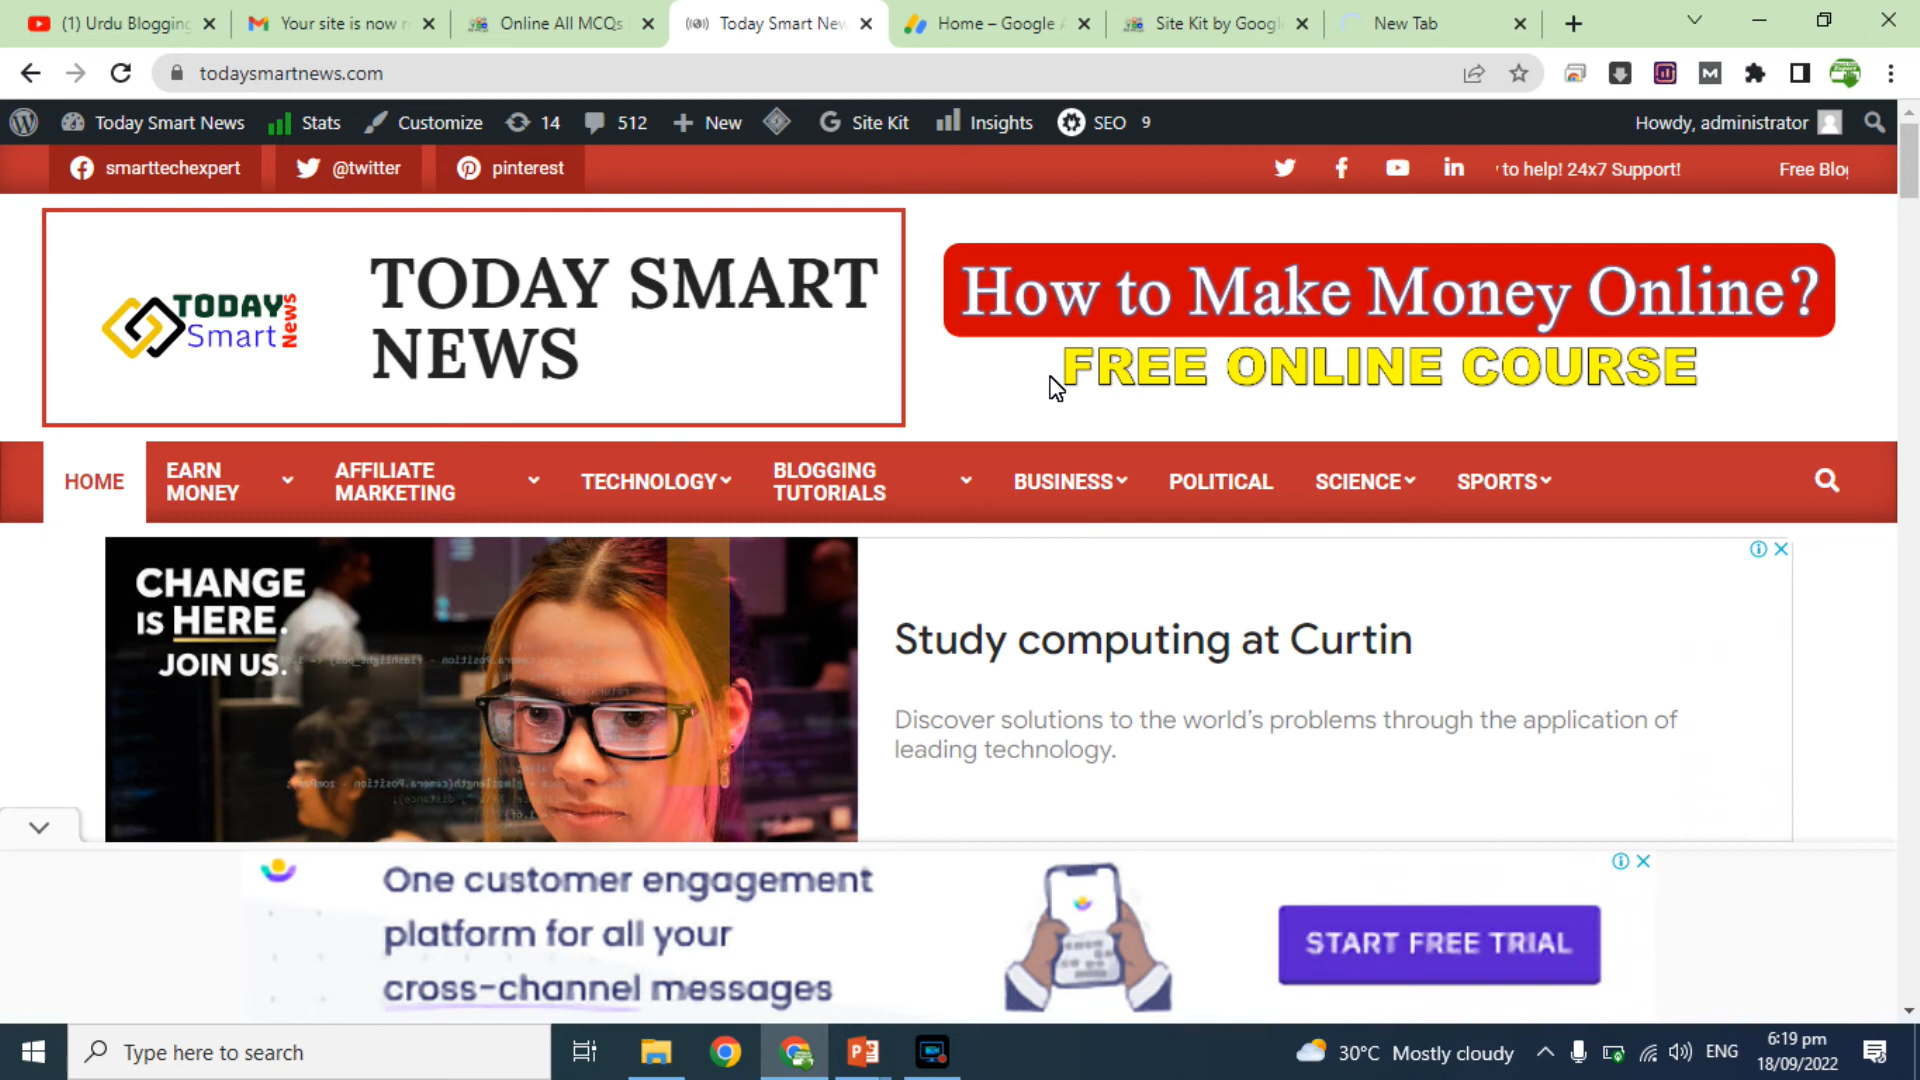 (1) Urdu Blogging
Your site is now
Online All MCQs
Today Smart New
Home – Google
Site Kit by Googl
New Tab
todaysmartnews.com
Today Smart News
Stats
Customize
14
512
New
Site Kit
Insights
SEO 9
Howdy, administrator
smarttechexpert
@twitter
pinterest
to help! 24x7 Support!
Free Blo
TODAY
Smart
News
TODAY SMART
NEWS
How to Make Money Online?
FREE ONLINE COURSE
HOME
EARN
MONEY
AFFILIATE
MARKETING
TECHNOLOGY
BLOGGING
TUTORIALS
BUSINESS
POLITICAL
SCIENCE
SPORTS
CHANGE
IS HERE.
JOIN US.
Study computing at Curtin
Discover solutions to the world's problems through the application of
leading technology.
One customer engagement
platform for all your
cross-channel messages
START FREE TRIAL
Type here to search
30°C Mostly cloudy
ENG
6:19 pm
18/09/2022